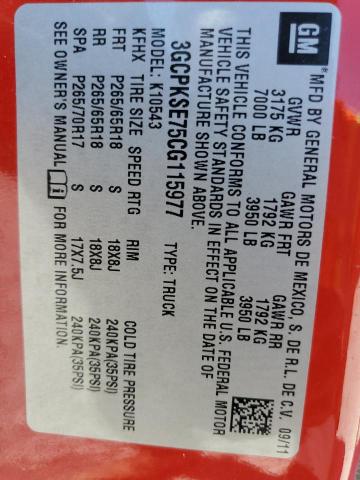 GM
MFD BY GENERAL MOTORS DE MEXICO, S. DE R.L. DE C.V. 09/11
GVWR GAWR FRT GAWR RR
3175 KG 1792 KG 1792 KG
7000 LB 3950 LB 3950 LB
THIS VEHICLE CONFORMS TO ALL APPLICABLE U.S. FEDERAL MOTOR
VEHICLE SAFETY STANDARDS IN EFFECT ON THE DATE OF
MANUFACTURE SHOWN ABOVE.
3GCPKSE75CG115977 TYPE: TRUCK
MODEL: K10543
KFHX TIRE SIZE SPEED RTG RIM COLD TIRE PRESSURE
FRT P265/65R18 S 18X8J 240KPA(35PSI)
RR P265/65R18 S 18X8J 240KPA(35PSI)
SPA P265/70R17 S 17X7.5J 240KPA(35PSI)
SEE OWNER'S MANUAL FOR MORE INFORMATION.